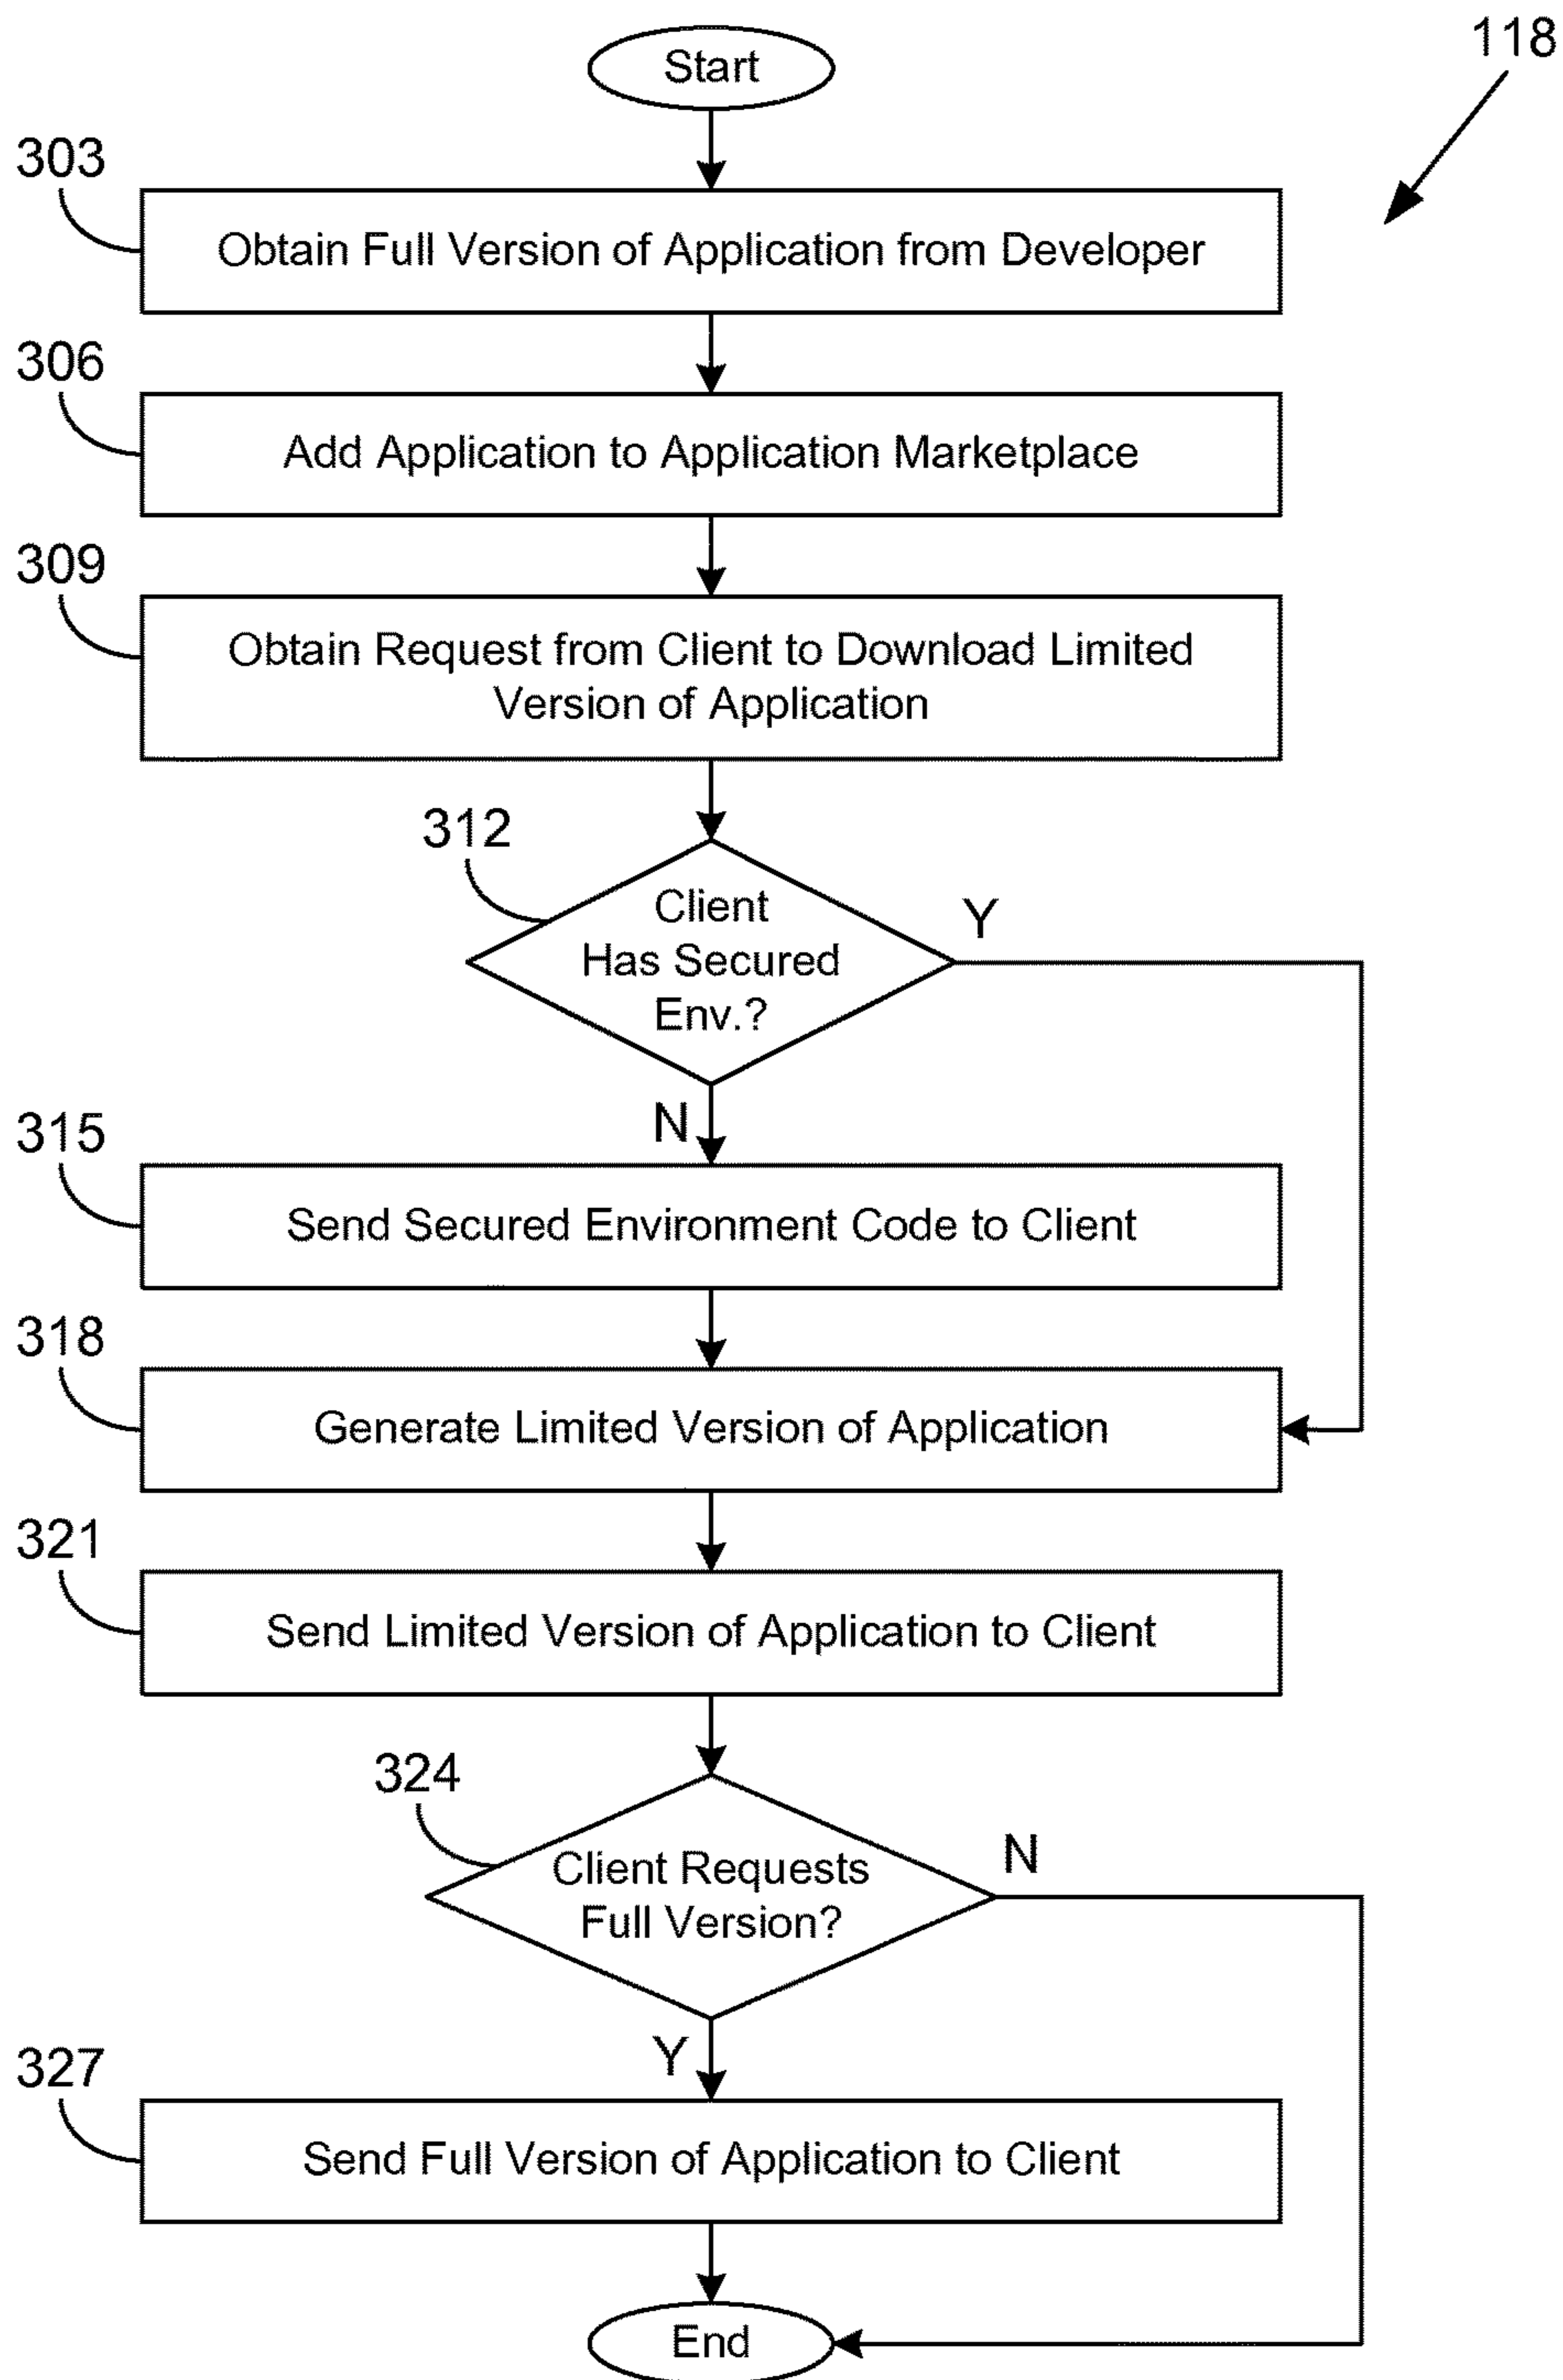 118
Start
303
Obtain Full Version of Application from Developer
306
Add Application to Application Marketplace
309
Obtain Request from Client to Download Limited
Version of Application
312
Client
Has Secured
Env.?
Y
N
315
Send Secured Environment Code to Client
318
Generate Limited Version of Application
321
Send Limited Version of Application to Client
324
Client Requests
Full Version?
N
Y
327
Send Full Version of Application to Client
End